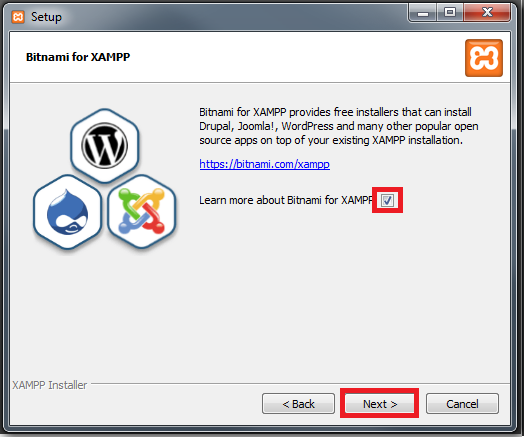 Setup
Bitnami for XAMPP
Bitnami for XAMPP provides free installers that can install
Drupal, Joomla!, WordPress and many other popular open
source apps on top of your existing XAMPP installation.
https://bitnami.com/xampp
Learn more about Bitnami for XAMPP
XAMPP Installer
< Back
Next >
Cancel